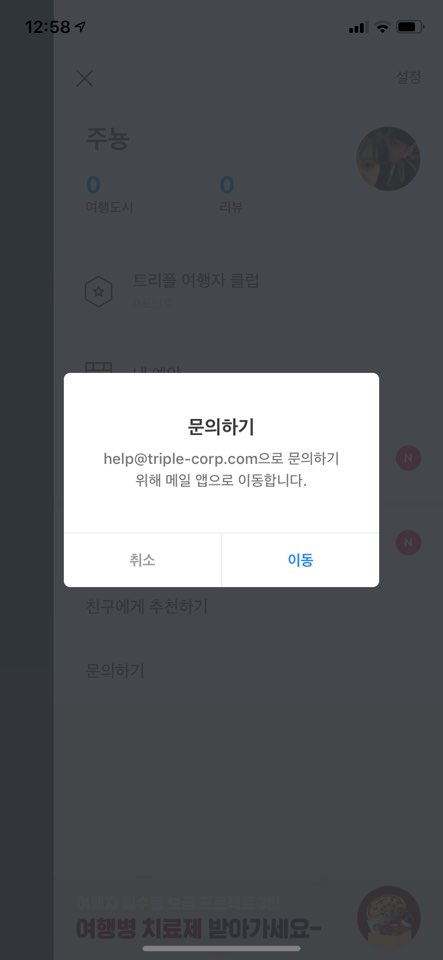 12:58
설정
주뇽
0
0
여행도시
리뷰
트리플 여행자 클럽
내 예약
문의하기
help@triple-corp.com으로 문의하기
위해 메일 앱으로 이동합니다.
N
취소
이동
N
친구에게 추천하기
문의하기
여행병 치료제 받아가세요~